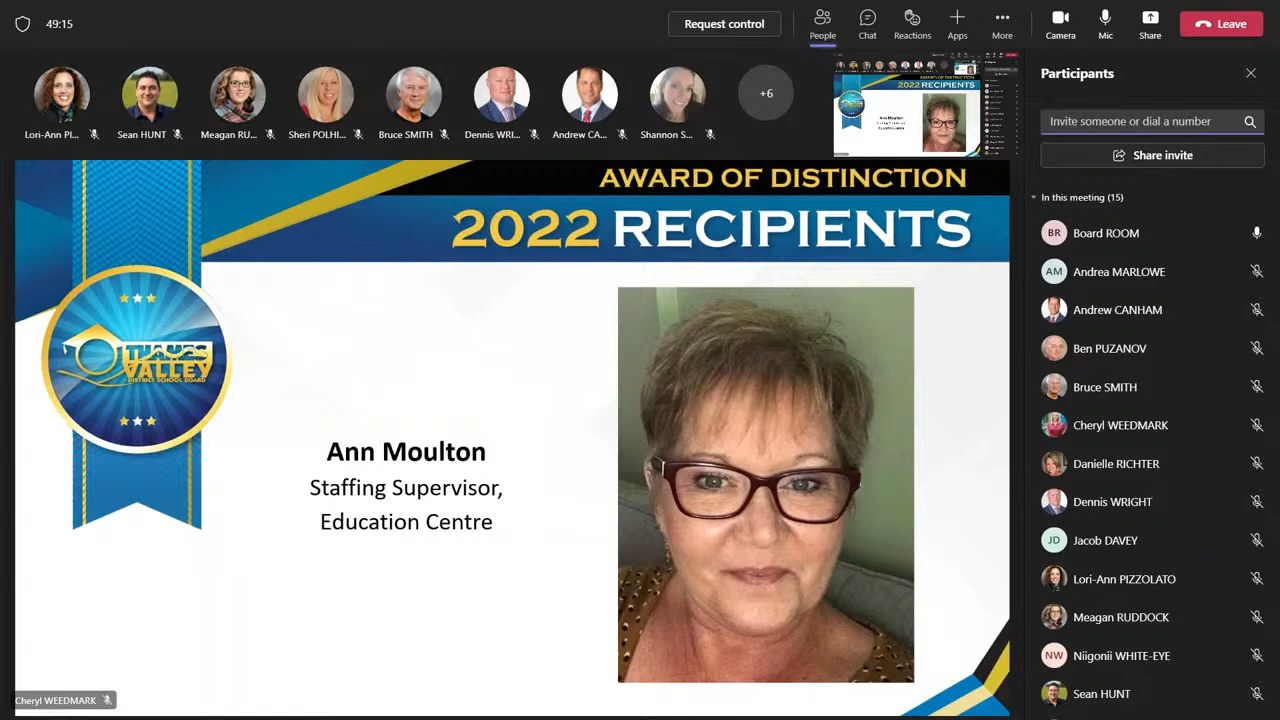 49:15
Request control
People
Chat
Reactions
Apps
More
Camera
Mic
Share
Leave
Lori-Ann PI...
Sean HUNT
Meagan RU...
Bruce SMITH
Dennis WRI...
Andrew CA...
Shannon S...
+6
AWARD OF DISTINCTION
2022 RECIPIENTS
THAMES
VALLEY
DISTRICT SCHOOL BOARD
Ann Moulton
Staffing Supervisor,
Education Centre
Cheryl WEEDMARK
Participants
Invite someone or dial a number
Share invite
In this meeting (15)
BR Board ROOM
AM Andrea MARLOWE
Andrew CANHAM
Ben PUZANOV
Bruce SMITH
Cheryl WEEDMARK
Danielle RICHTER
Dennis WRIGHT
JD Jacob DAVEY
Lori-Ann PIZZOLATO
Meagan RUDDOCK
NW Niigonii WHITE-EYE
Sean HUNT